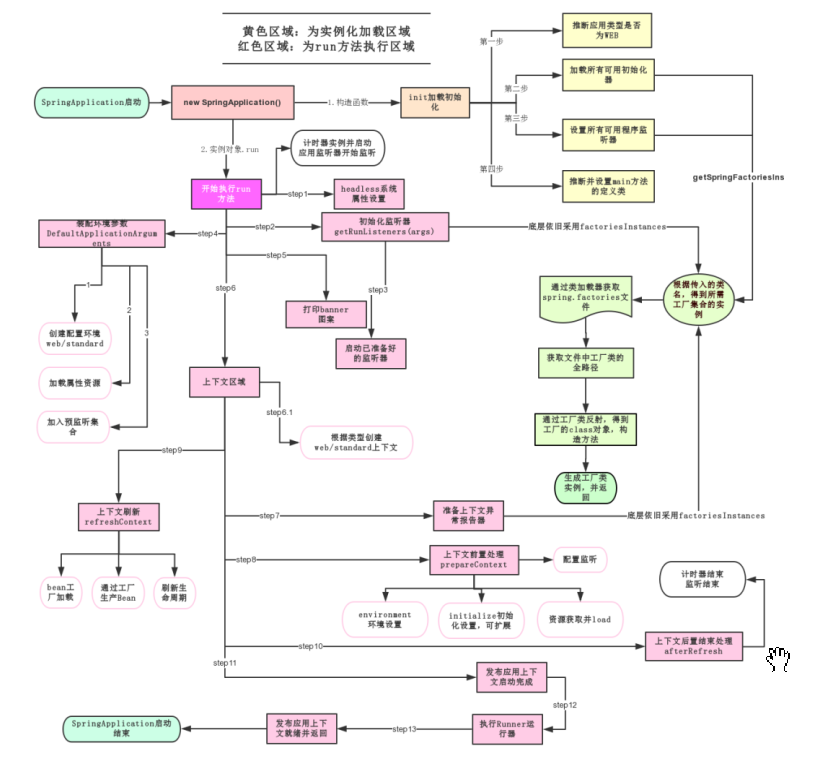 黄色区域：为实例化加载区域
红色区域：为run方法执行区域
SpringApplication启动
new SpringApplication()
1.构造函数
init加载初始
化
第一步
推断应用类型是否
为WEB
第二步
加载所有可用初始化
器
第三步
设置所有可用程序监
听器
第四步
推断并设置main方法
的定义类
getSpringFactoriesIns
2.实例对象.run
计时器实例并启动
应用监听器开始监听
开始执行run
方法
step1
headless系统
属性设置
step2
初始化监听器
getRunListeners(args)
底层依旧采用factoriesInstances
step3
启动已准备好
的监听器
step4
装配环境参数
DefaultApplicationArgum
ents
1
2
3
创建配置环境
web/standard
加载属性资源
加入预监听集
合
step5
打印banner
图案
step6
上下文区域
step6.1
根据类型创建
web/standard上下文
根据传入的类
名，得到所需
工厂集合的实
例
通过类加载器获取
spring.factories文
件
获取文件中工厂类的
全路径
通过工厂类反射，得到
工厂的class对象，构
造方法
生成工厂类
实例，并返
回
step9
上下文刷新
refreshContext
bean工
厂加载
通过工厂
生产Bean
刷新生
命周期
step7
准备上下文异
常报告器
底层依旧采用factoriesInstances
step8
上下文前置处理
prepareContext
配置监听
environment
环境设置
initialize初始
化设置，可扩展
资源获取并load
计时器结束
监听结束
step10
上下文后置结束处理
afterRefresh
step11
发布应用上下
文启动完成
step12
执行Runner运
行器
step13
发布应用上下
文就绪并返回
SpringApplication启动
结束